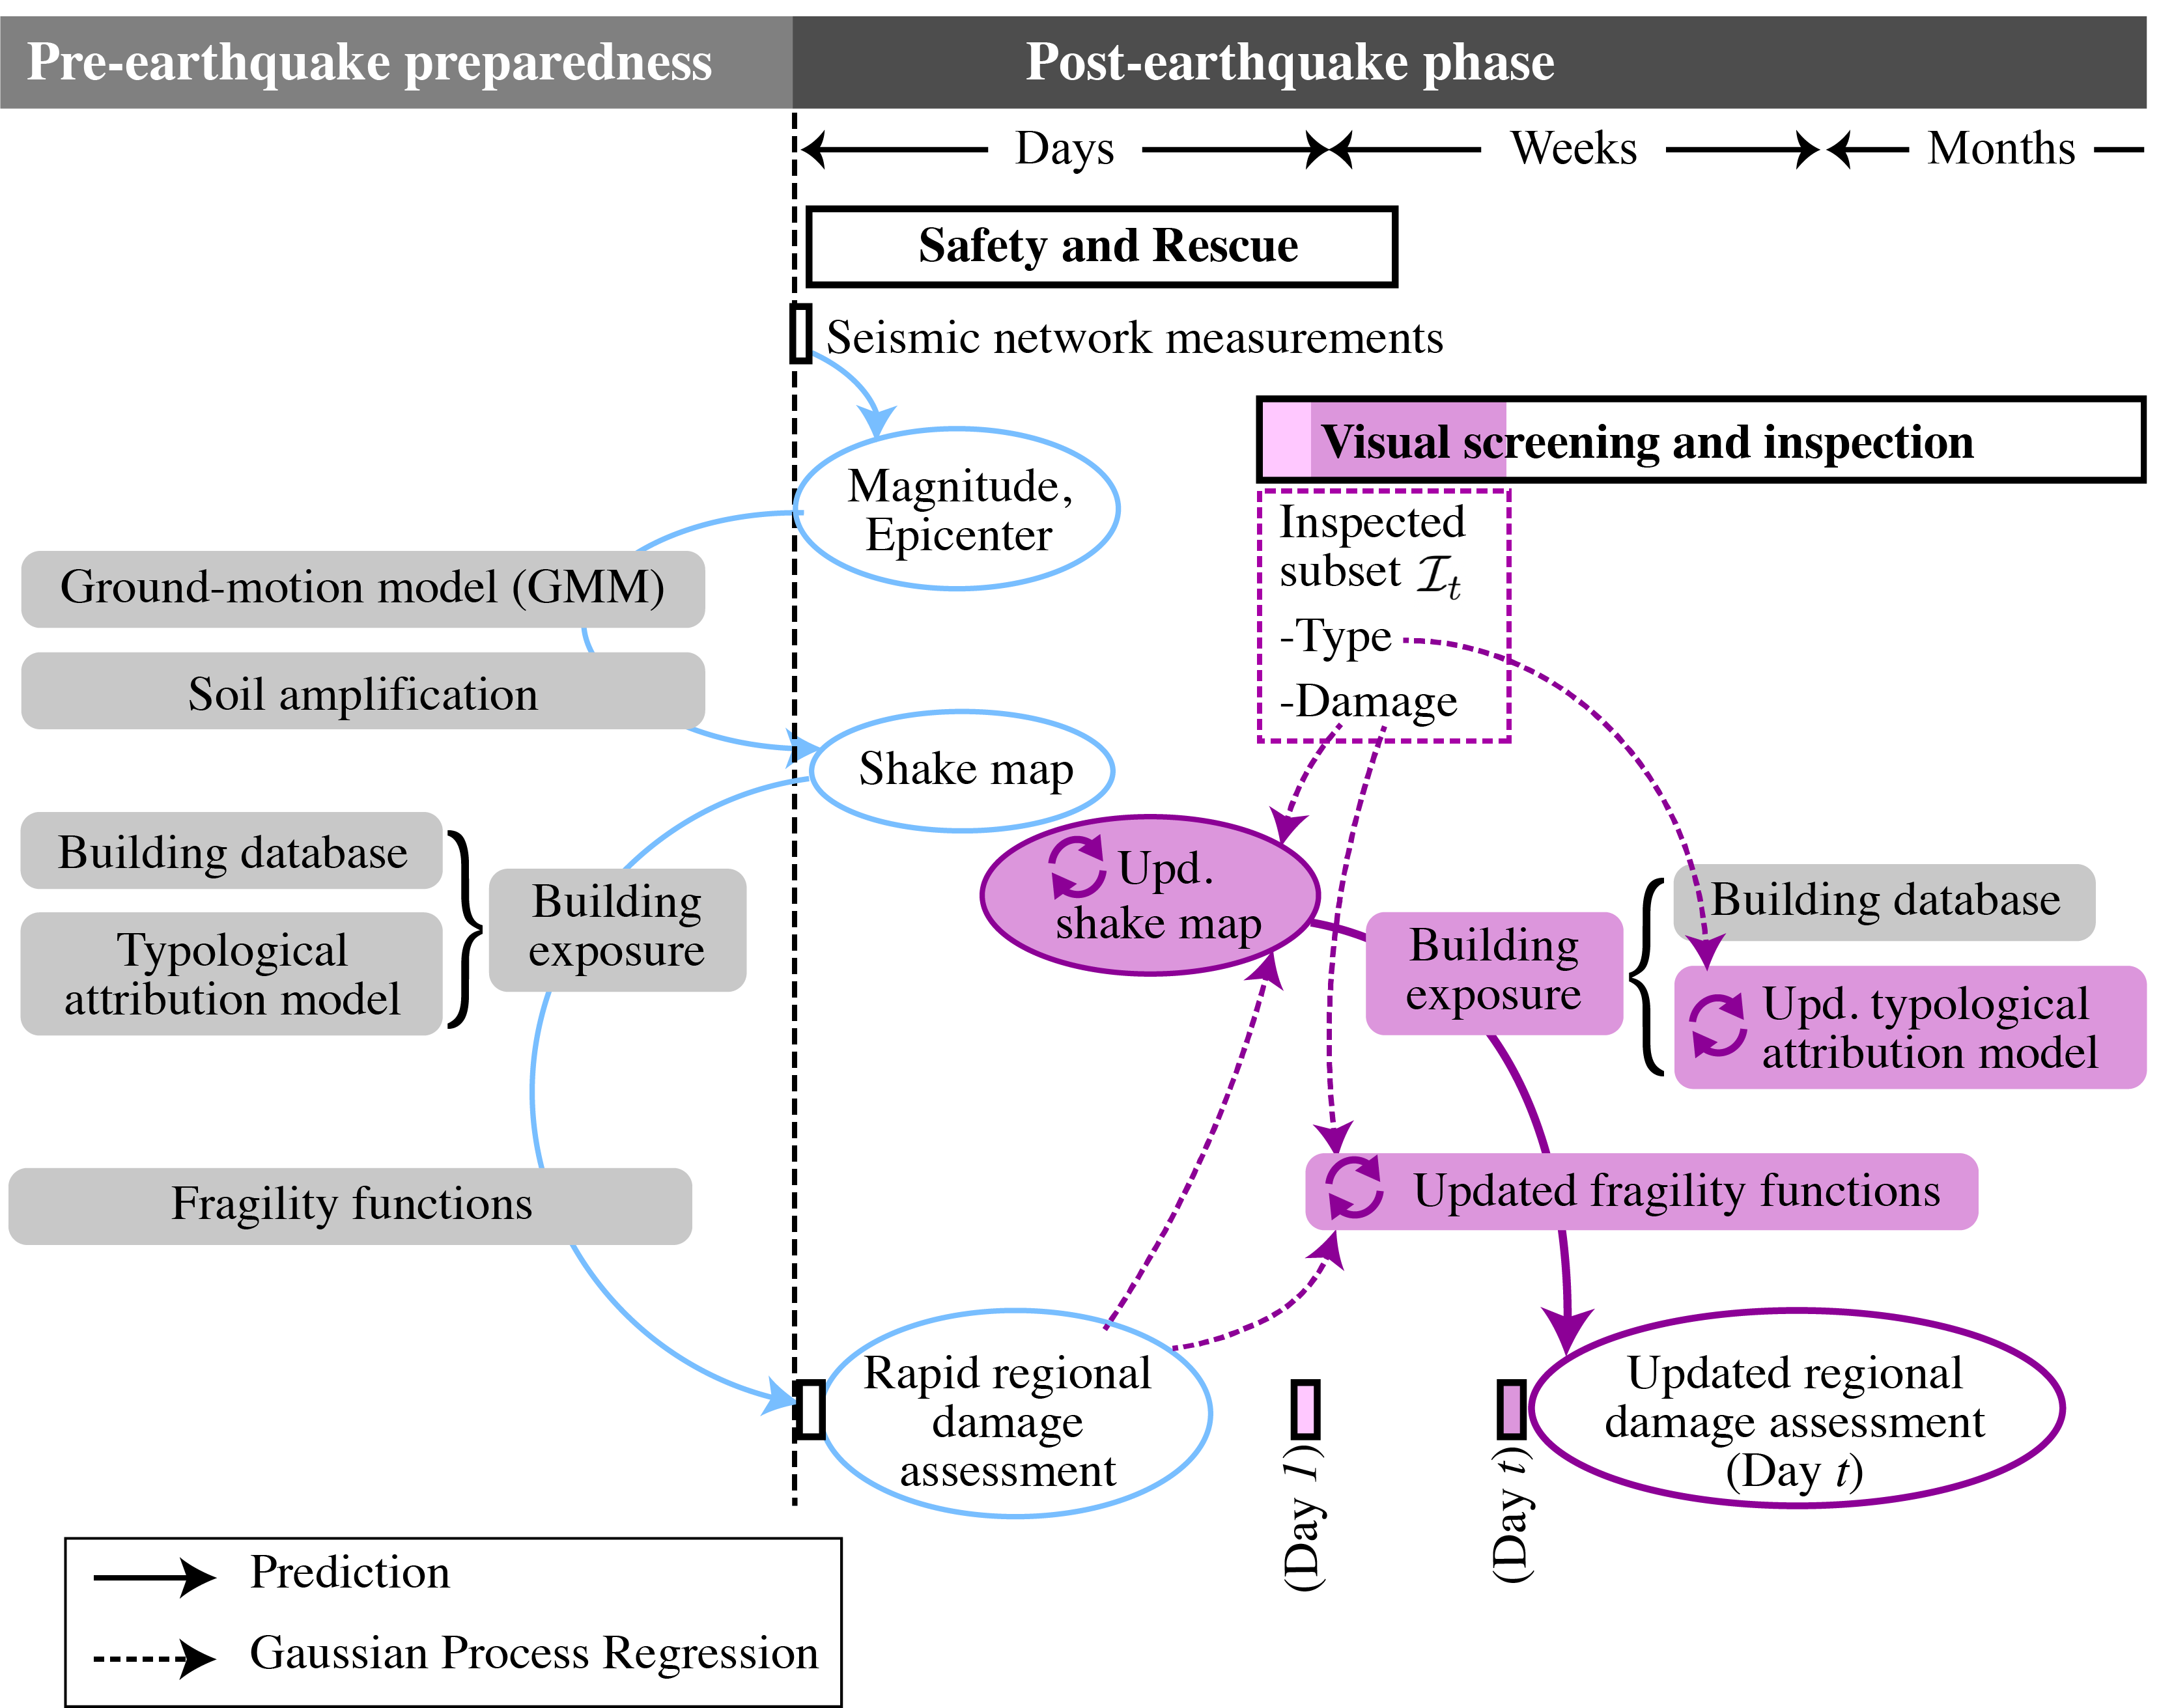 Pre-earthquake preparedness
Post-earthquake phase
Days
Weeks
Months
Safety and Rescue
Seismic network measurements
Visual screening and inspection
Magnitude,
Epicenter
Inspected
subset ℐₜ
-Type
-Damage
Ground-motion model (GMM)
Soil amplification
Shake map
Building database
Typological
attribution model
Building
exposure
Upd.
shake map
Building
exposure
Building database
Upd. typological
attribution model
Fragility functions
Updated fragility functions
Rapid regional
damage
assessment
(Day 1)
(Day t)
Updated regional
damage assessment
(Day t)
Prediction
Gaussian Process Regression